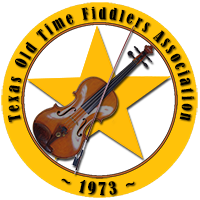 Texas Old Time Fiddlers Association
~ 1973 ~